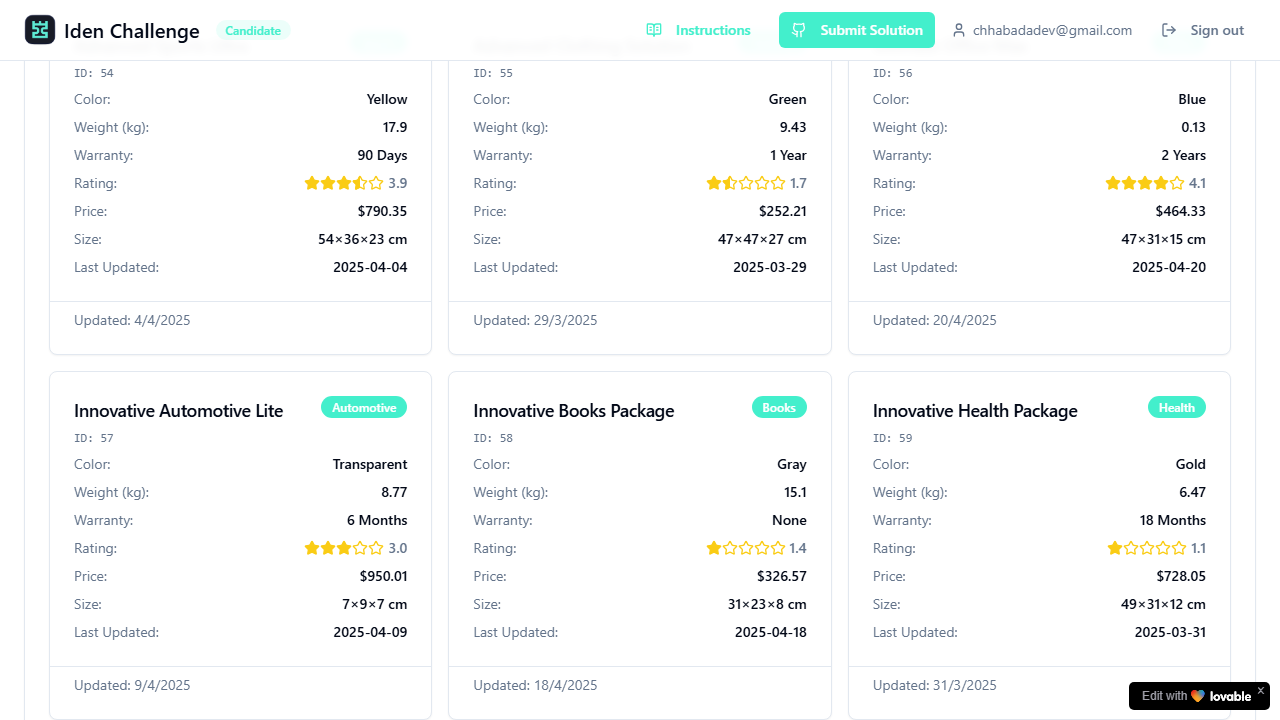 Iden Challenge
Candidate
Instructions
Submit Solution
chhabadadev@gmail.com
Sign out
ID: 54
Color: Yellow
Weight (kg): 17.9
Warranty: 90 Days
Rating: 3.9
Price: $790.35
Size: 54×36×23 cm
Last Updated: 2025-04-04
Updated: 4/4/2025
ID: 55
Color: Green
Weight (kg): 9.43
Warranty: 1 Year
Rating: 1.7
Price: $252.21
Size: 47×47×27 cm
Last Updated: 2025-03-29
Updated: 29/3/2025
ID: 56
Color: Blue
Weight (kg): 0.13
Warranty: 2 Years
Rating: 4.1
Price: $464.33
Size: 47×31×15 cm
Last Updated: 2025-04-20
Updated: 20/4/2025
Innovative Automotive Lite
Automotive
ID: 57
Color: Transparent
Weight (kg): 8.77
Warranty: 6 Months
Rating: 3.0
Price: $950.01
Size: 7×9×7 cm
Last Updated: 2025-04-09
Updated: 9/4/2025
Innovative Books Package
Books
ID: 58
Color: Gray
Weight (kg): 15.1
Warranty: None
Rating: 1.4
Price: $326.57
Size: 31×23×8 cm
Last Updated: 2025-04-18
Updated: 18/4/2025
Innovative Health Package
Health
ID: 59
Color: Gold
Weight (kg): 6.47
Warranty: 18 Months
Rating: 1.1
Price: $728.05
Size: 49×31×12 cm
Last Updated: 2025-03-31
Updated: 31/3/2025
Edit with lovable ×